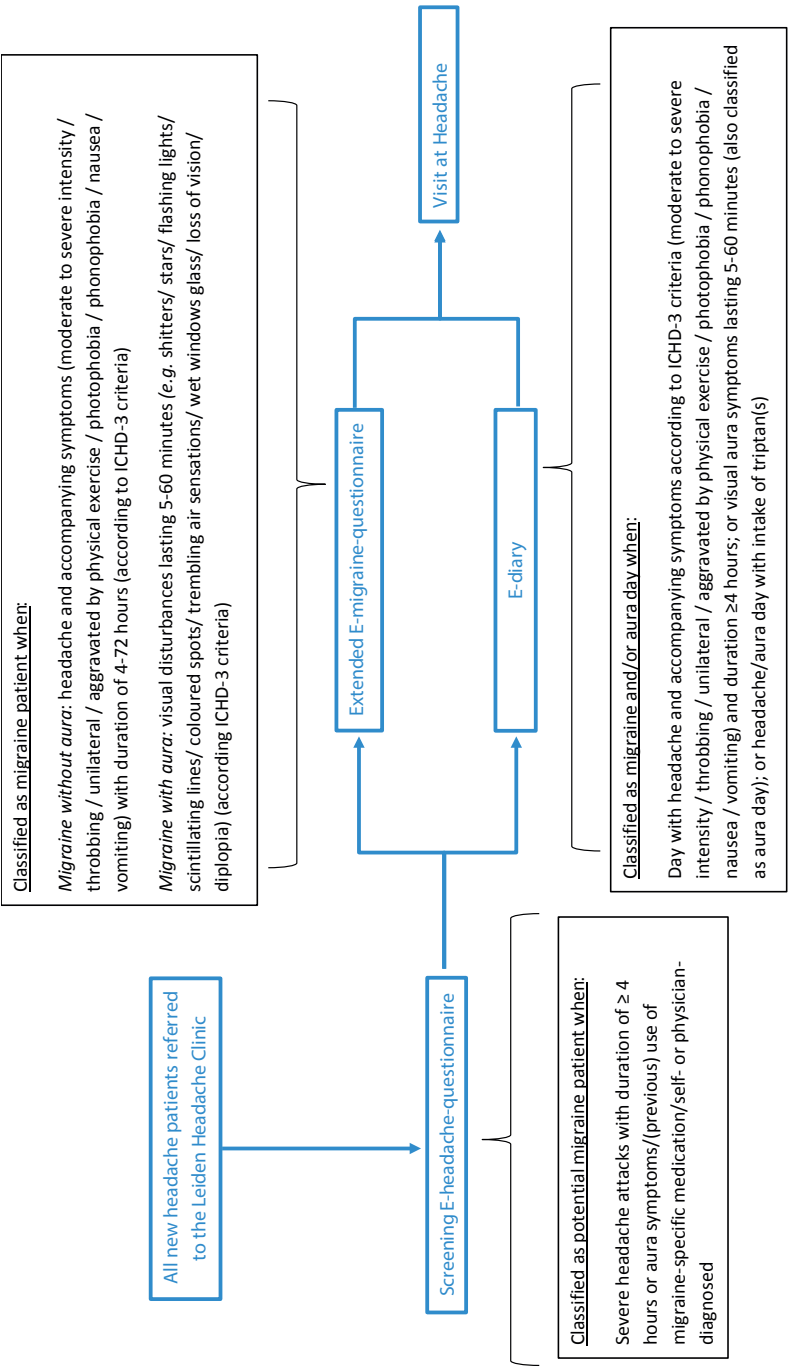 All new headache patients referred
to the Leiden Headache Clinic
Screening E-headache-questionnaire
Classified as potential migraine patient when:
Severe headache attacks with duration of ≥ 4
hours or aura symptoms/(previous) use of
migraine-specific medication/self- or physician-
diagnosed
Classified as migraine patient when:
Migraine without aura: headache and accompanying symptoms (moderate to severe intensity /
throbbing / unilateral / aggravated by physical exercise / photophobia / phonophobia / nausea /
vomiting) with duration of 4-72 hours (according to ICHD-3 criteria)
Migraine with aura: visual disturbances lasting 5-60 minutes (e.g. shitters/ stars/ flashing lights/
scintillating lines/ coloured spots/ trembling air sensations/ wet windows glass/ loss of vision/
diplopia) (according ICHD-3 criteria)
Extended E-migraine-questionnaire
E-diary
Visit at Headache
Classified as migraine and/or aura day when:
Day with headache and accompanying symptoms according to ICHD-3 criteria (moderate to severe
intensity / throbbing / unilateral / aggravated by physical exercise / photophobia / phonophobia /
nausea / vomiting) and duration ≥4 hours; or visual aura symptoms lasting 5-60 minutes (also classified
as aura day); or headache/aura day with intake of triptan(s)